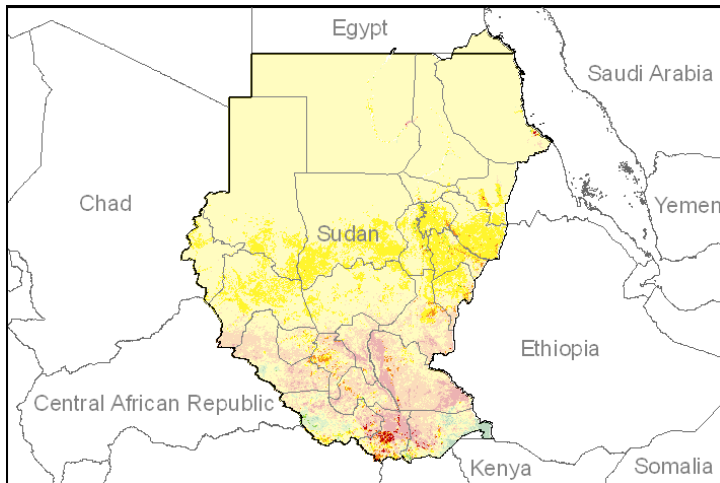 Egypt
Saudi Arabia
Chad
Yemen
Sudan
Ethiopia
Central African Republic
Kenya
Somalia